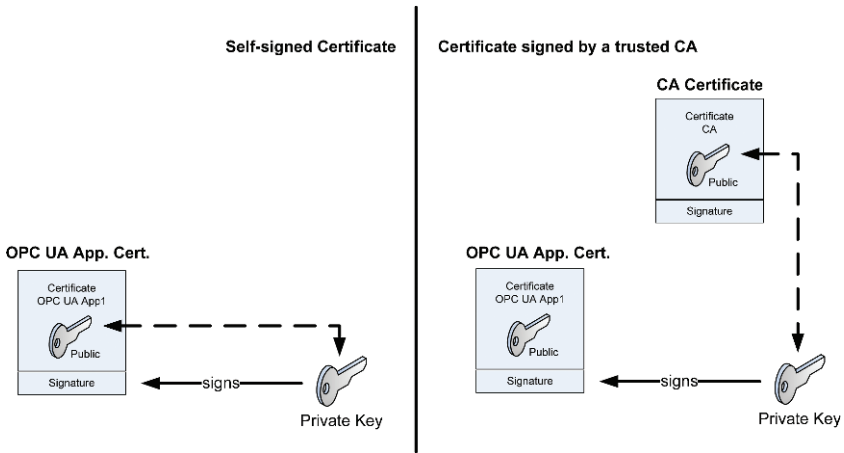 Self-signed Certificate
OPC UA App. Cert.
Certificate
OPC UA App1
Public
Signature
signs
Private Key
Certificate signed by a trusted CA
CA Certificate
Certificate
CA
Public
Signature
OPC UA App. Cert.
Certificate
OPC UA App1
Public
Signature
signs
Private Key